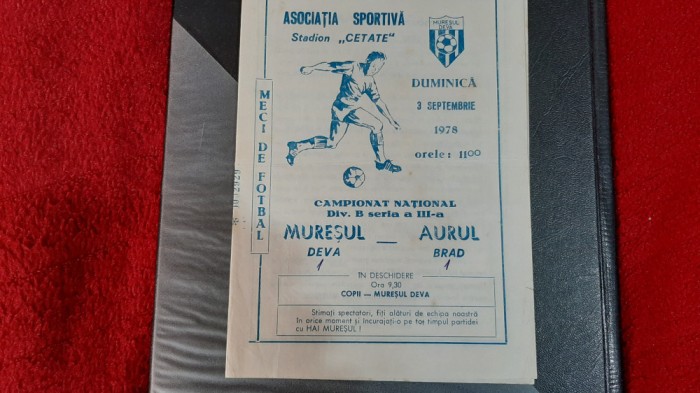 ASOCIAȚIA SPORTIVĂ
Stadion „CETATE"
MUREȘUL
DEVA
DUMINICĂ
3 SEPTEMBRIE
1978
orele: 11⁰⁰
MECI DE FOTBAL
CAMPIONAT NAȚIONAL
Div. B seria a III-a
MUREȘUL — AURUL
DEVA BRAD
1 1
ÎN DESCHIDERE
Ora 9,30
COPII — MUREȘUL DEVA
Stimați spectatori, fiți alături de echipa noastră
în orice moment și încurajați-o pe tot timpul partidei
cu HAI MUREȘUL !